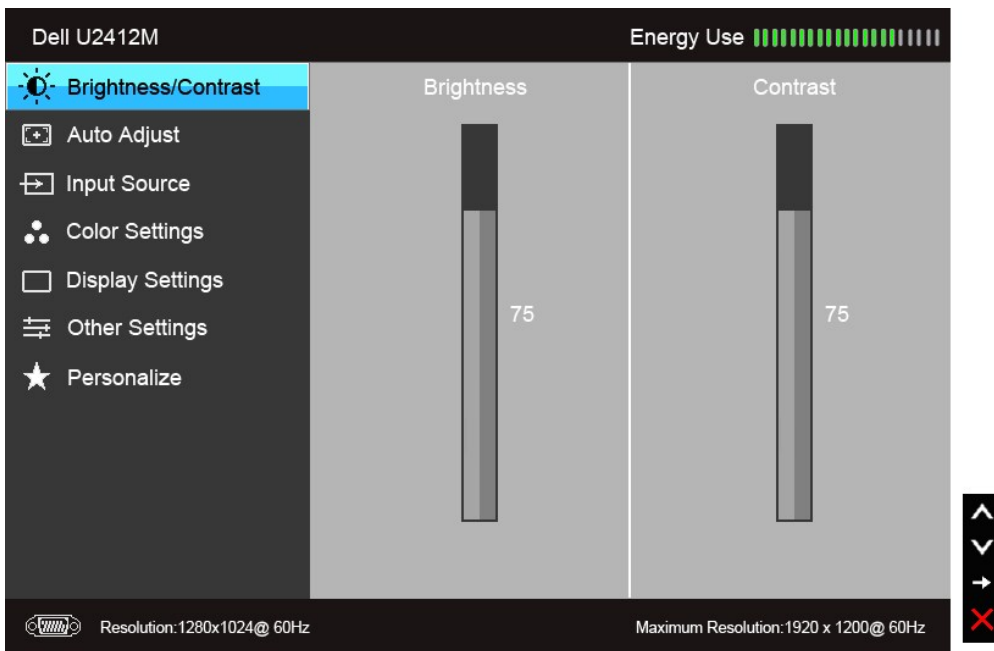 Dell U2412M
Energy Use
Brightness/Contrast
Auto Adjust
Input Source
Color Settings
Display Settings
Other Settings
Personalize
Brightness
75
Contrast
75
Resolution:1280x1024@ 60Hz
Maximum Resolution:1920 x 1200@ 60Hz